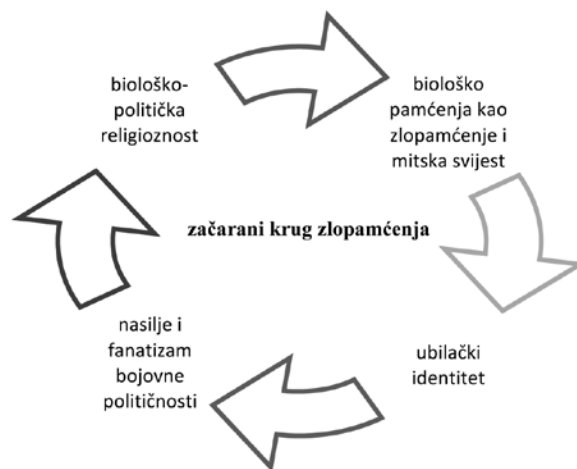 biološko-
politička
religioznost
biološko
pamćenja kao
zlopamćenje i
mitska svijest
začarani krug zlopamćenja
ubilački
identitet
nasilje i
fanatizam
bojovne
političnosti